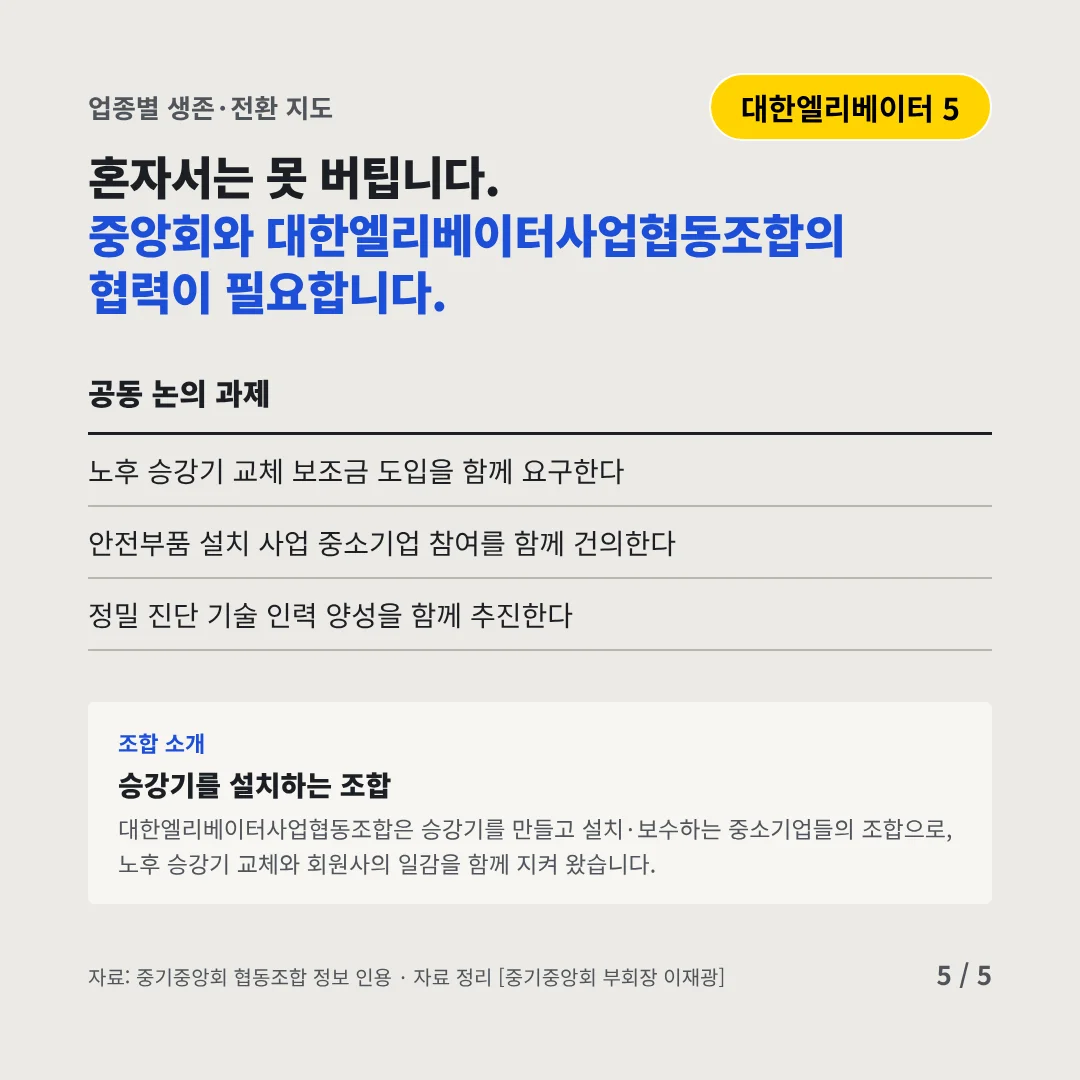 업종별 생존·전환 지도
대한엘리베이터 5
혼자서는 못 버팁니다.
중앙회와 대한엘리베이터사업협동조합의
협력이 필요합니다.
공동 논의 과제
노후 승강기 교체 보조금 도입을 함께 요구한다
안전부품 설치 사업 중소기업 참여를 함께 건의한다
정밀 진단 기술 인력 양성을 함께 추진한다
조합 소개
승강기를 설치하는 조합
대한엘리베이터사업협동조합은 승강기를 만들고 설치·보수하는 중소기업들의 조합으로,
노후 승강기 교체와 회원사의 일감을 함께 지켜 왔습니다.
자료: 중기중앙회 협동조합 정보 인용 · 자료 정리 [중기중앙회 부회장 이재광]
5 / 5